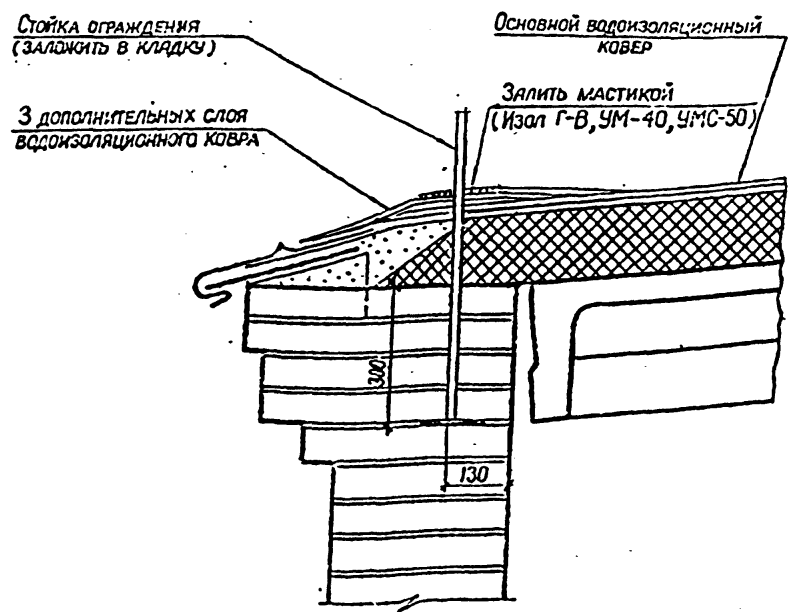 Стойка ограждения
(заложить в кладку)
Основной водоизоляционный
ковер
3 дополнительных слоя
водоизоляционного ковра
Залить мастикой
(Изол Г-В, УМ-40, УМС-50)
300
130